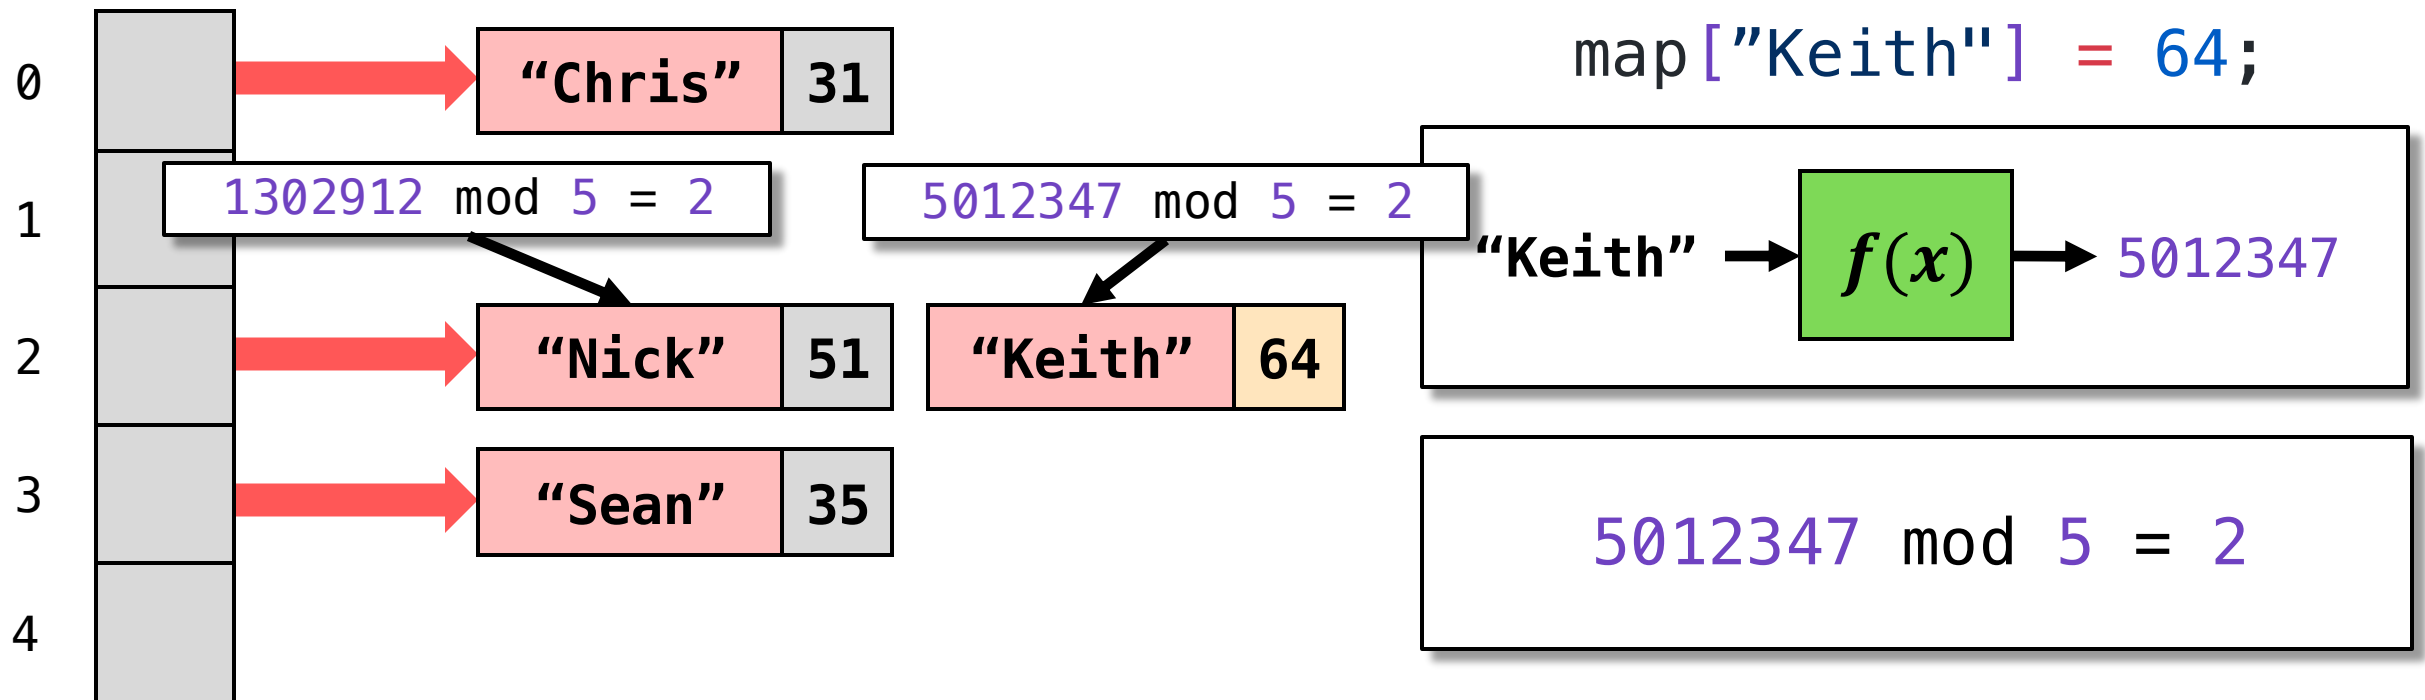 0
“Chris” 31
map[”Keith"] = 64;
1
1302912 mod 5 = 2
5012347 mod 5 = 2
“Keith” f(x) 5012347
2
“Nick” 51
“Keith” 64
3
“Sean” 35
5012347 mod 5 = 2
4